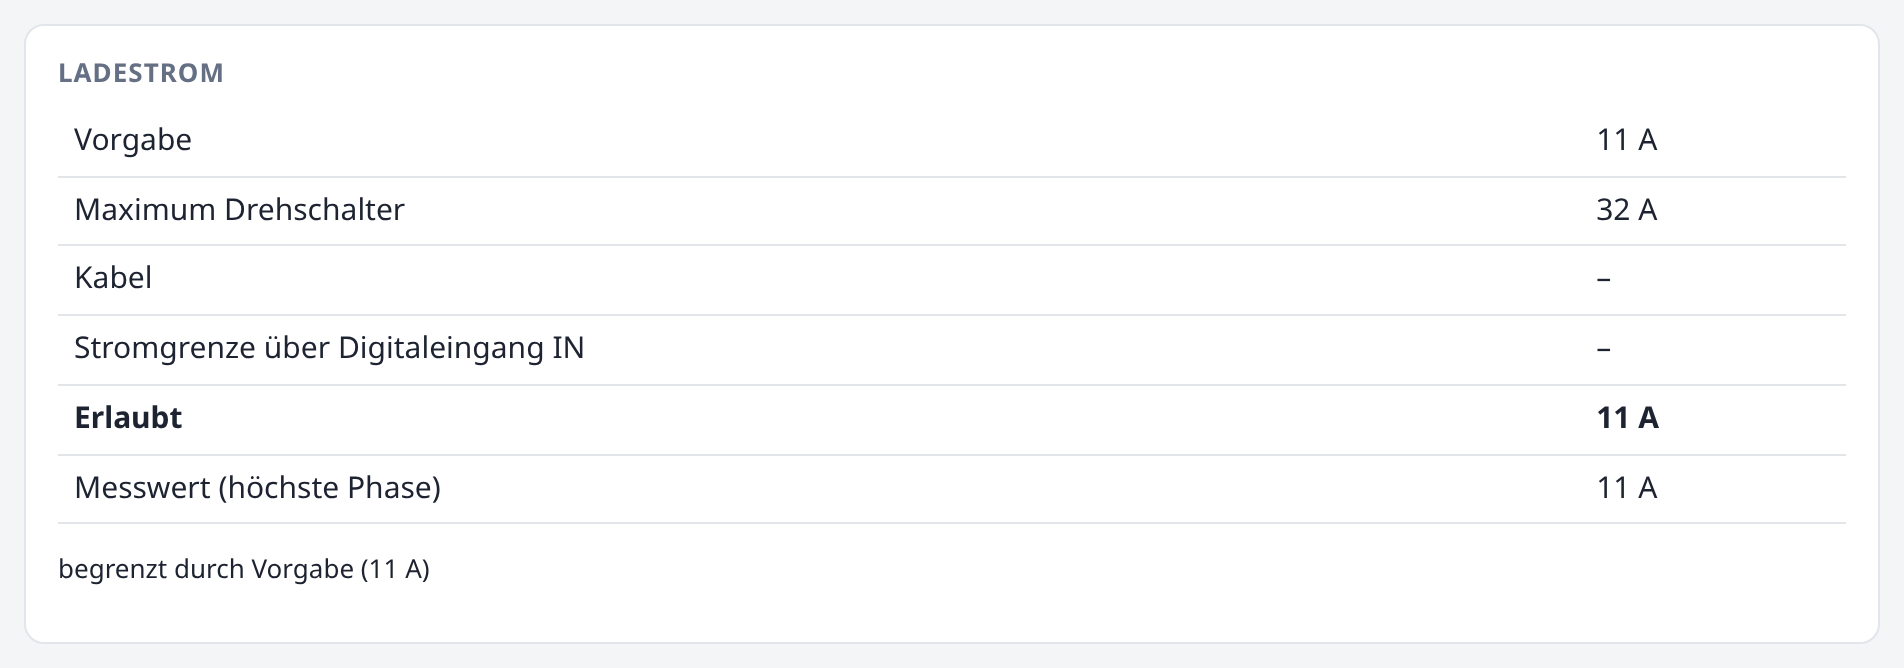 LADESTROM
Vorgabe 11 A
Maximum Drehschalter 32 A
Kabel –
Stromgrenze über Digitaleingang IN –
Erlaubt 11 A
Messwert (höchste Phase) 11 A
begrenzt durch Vorgabe (11 A)